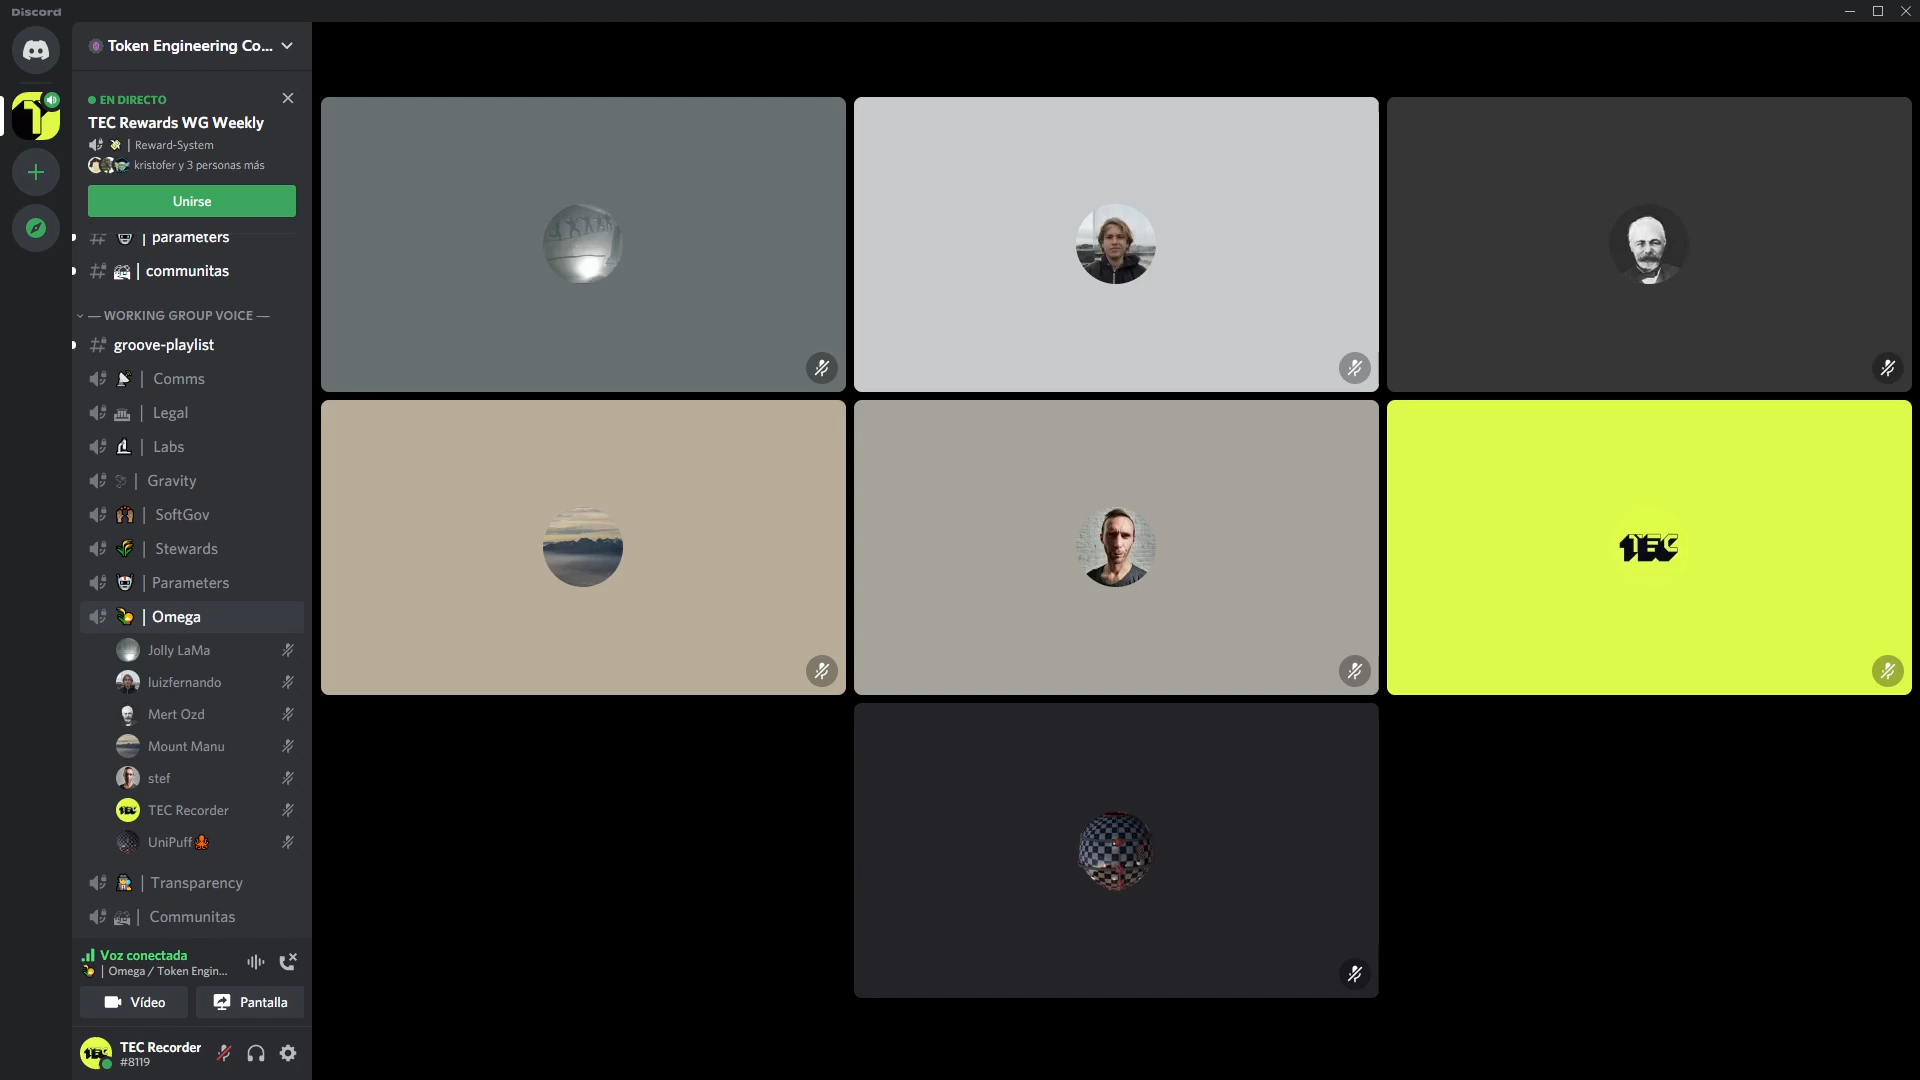 Discord
Token Engineering Co...
EN DIRECTO
TEC Rewards WG Weekly
| Reward-System
kristofer y 3 personas más
Unirse
| parameters
| communitas
— WORKING GROUP VOICE —
groove-playlist
| Comms
| Legal
| Labs
| Gravity
| SoftGov
| Stewards
| Parameters
| Omega
Jolly LaMa
luizfernando
Mert Ozd
Mount Manu
stef
TEC Recorder
UniPuff🐙
| Transparency
| Communitas
Voz conectada
| Omega / Token Engin...
Vídeo
Pantalla
TEC Recorder
#8119
TEC